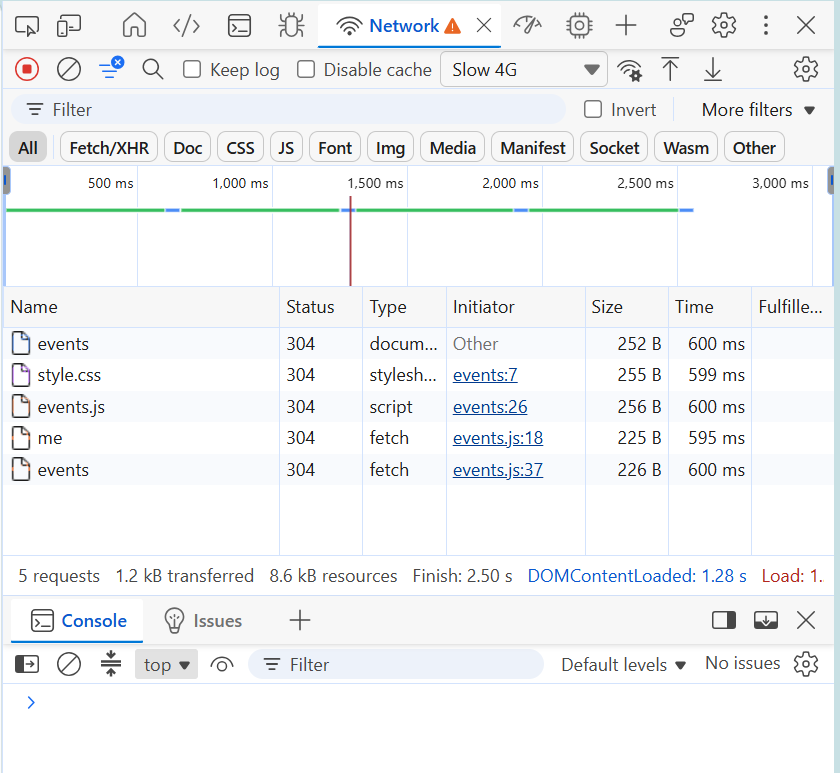 Network
Keep log Disable cache Slow 4G
Filter Invert More filters
All Fetch/XHR Doc CSS JS Font Img Media Manifest Socket Wasm Other
500 ms 1,000 ms 1,500 ms 2,000 ms 2,500 ms 3,000 ms
Name Status Type Initiator Size Time Fulfille...
events 304 docum... Other 252 B 600 ms
style.css 304 stylesh... events:7 255 B 599 ms
events.js 304 script events:26 256 B 600 ms
me 304 fetch events.js:18 225 B 595 ms
events 304 fetch events.js:37 226 B 600 ms
5 requests 1.2 kB transferred 8.6 kB resources Finish: 2.50 s DOMContentLoaded: 1.28 s Load: 1.
Console Issues
top Filter Default levels No issues